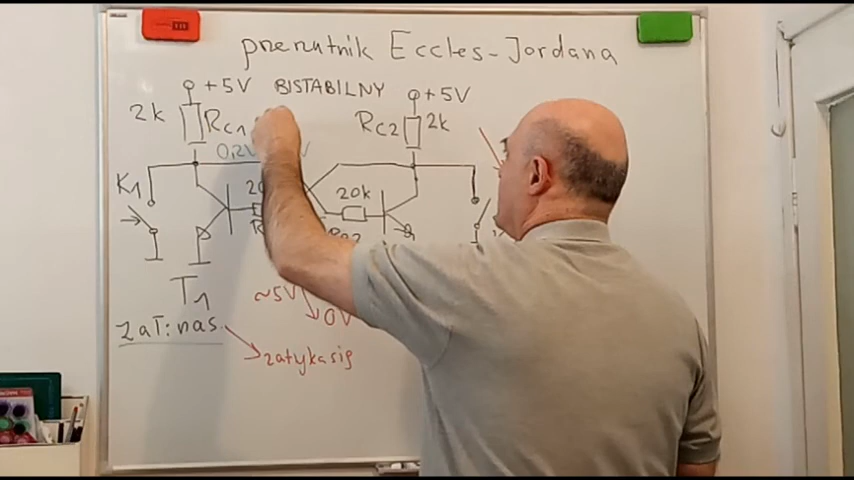 przerzutnik Eccles-Jordana
BISTABILNY
+5V
+5V
2k
RC1
RC2
2k
0,2V
K1
20k
T1
~5V
0V
zał: nas.
zatyka się